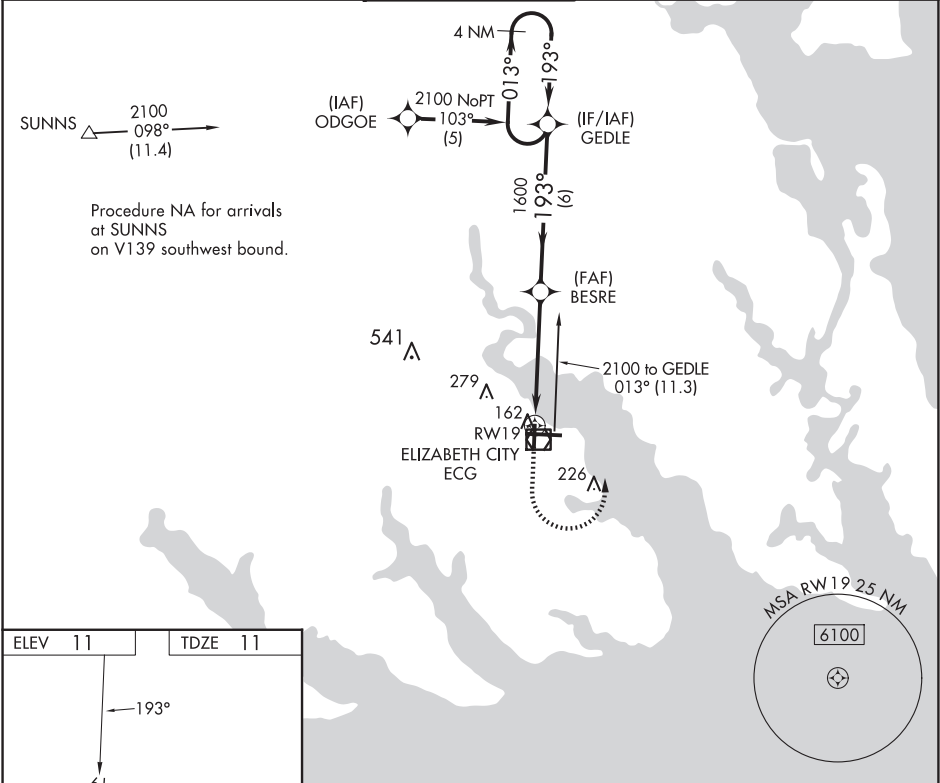 4 NM
013°
193°
SUNNS
2100
098°
(11.4)
(IAF)
ODGOE
2100 NoPT
103°
(5)
(IF/IAF)
GEDLE
Procedure NA for arrivals
at SUNNS
on V139 southwest bound.
1600
193°
(6)
(FAF)
BESRE
541
279
2100 to GEDLE
013° (11.3)
162
RW19
ELIZABETH CITY
ECG
226
MSA RW19 25 NM
6100
ELEV 11
TDZE 11
193°